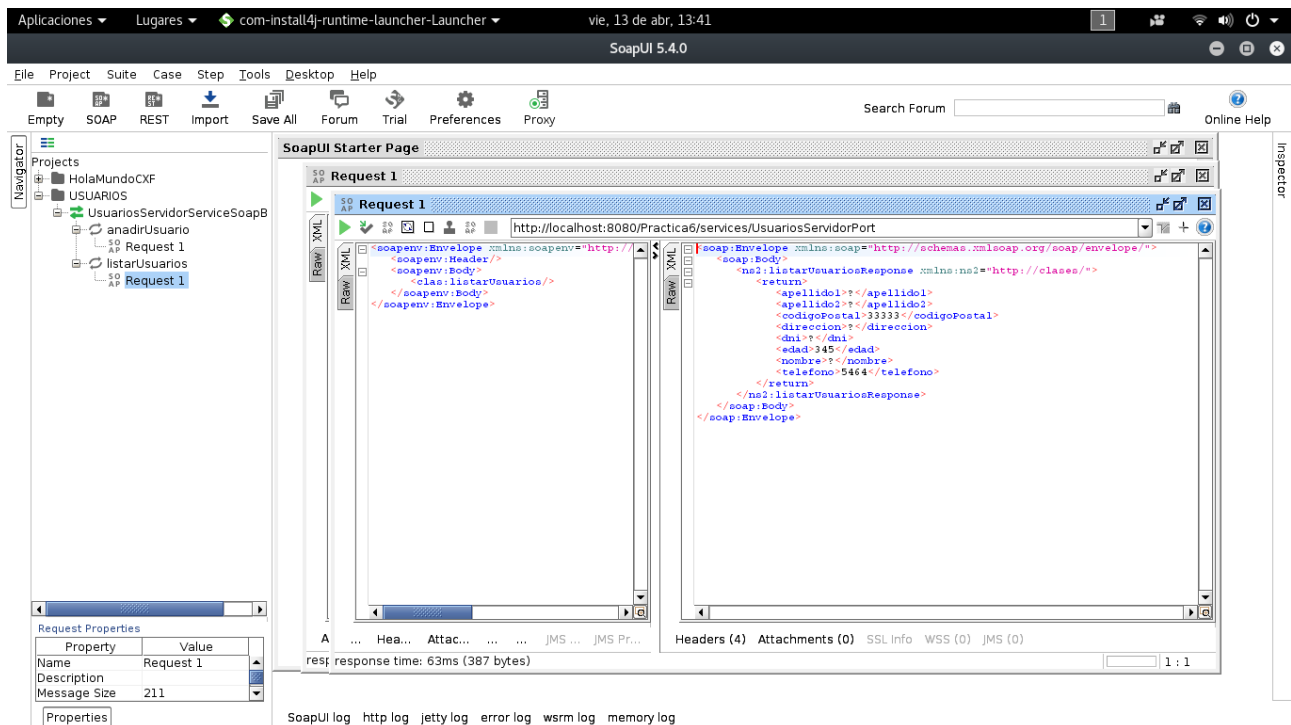 Aplicaciones Lugares com-install4j-runtime-launcher-Launcher vie, 13 de abr, 13:41 1
SoapUI 5.4.0
File Project Suite Case Step Tools Desktop Help
Empty SOAP REST Import Save All Forum Trial Preferences Proxy Search Forum Online Help
Navigator
Projects
HolaMundoCXF
USUARIOS
UsuariosServidorServiceSoapB
anadirUsuario
Request 1
listarUsuarios
Request 1
SoapUI Starter Page
Request 1
Request 1
http://localhost:8080/Practica6/services/UsuariosServidorPort
XML
Raw
XML
Raw
<soapenv:Envelope xmlns:soapenv="http://
<soapenv:Header/>
<soapenv:Body>
<clas:listarUsuarios/>
</soapenv:Body>
</soapenv:Envelope>
XML
Raw
<soap:Envelope xmlns:soap="http://schemas.xmlsoap.org/soap/envelope/">
<soap:Body>
<ns2:listarUsuariosResponse xmlns:ns2="http://clases/">
<return>
<apellido1>?</apellido1>
<apellido2>?</apellido2>
<codigoPostal>33333</codigoPostal>
<direccion>?</direccion>
<dni>?</dni>
<edad>345</edad>
<nombre>?</nombre>
<telefono>5464</telefono>
</return>
</ns2:listarUsuariosResponse>
</soap:Body>
</soap:Envelope>
Inspector
A ... Hea... Attac... ... ... JMS ... JMS Pr...
Headers (4) Attachments (0) SSL Info WSS (0) JMS (0)
resp response time: 63ms (387 bytes) 1 : 1
Request Properties
Property Value
Name Request 1
Description
Message Size 211
Properties
SoapUI log http log jetty log error log wsrm log memory log